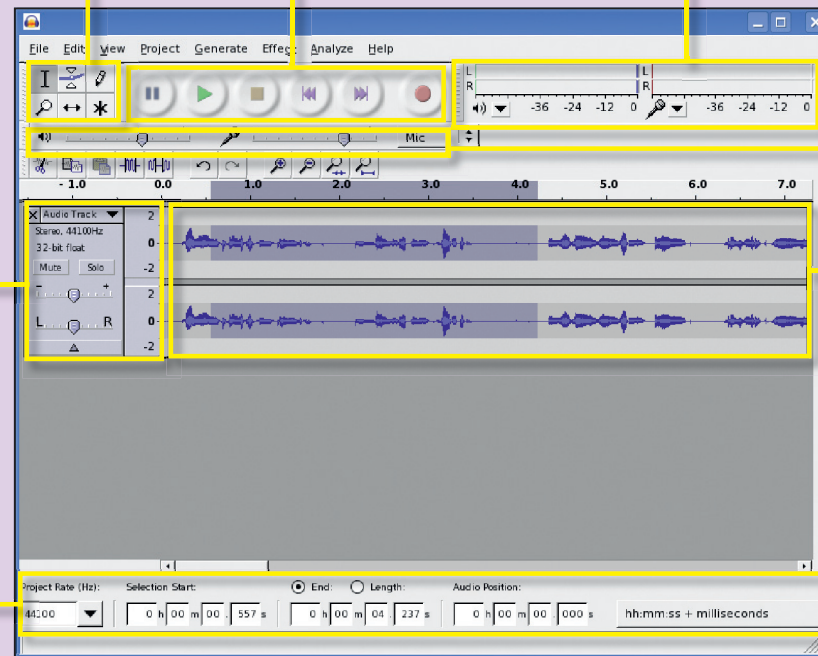 File Edit View Project Generate Effect Analyze Help
L L
R R
-36 -24 -12 0 -36 -24 -12 0
Mic
- 1.0 0.0 1.0 2.0 3.0 4.0 5.0 6.0 7.0
X Audio Track 2
Stereo, 44100Hz
32-bit float 0
Mute Solo
-2
- + 2
L R 0
-2
Project Rate (Hz): Selection Start: End: Length: Audio Position:
44100 0 h 00 m 00 . 557 s 0 h 00 m 04 . 237 s 0 h 00 m 00 . 000 s hh:mm:ss + milliseconds